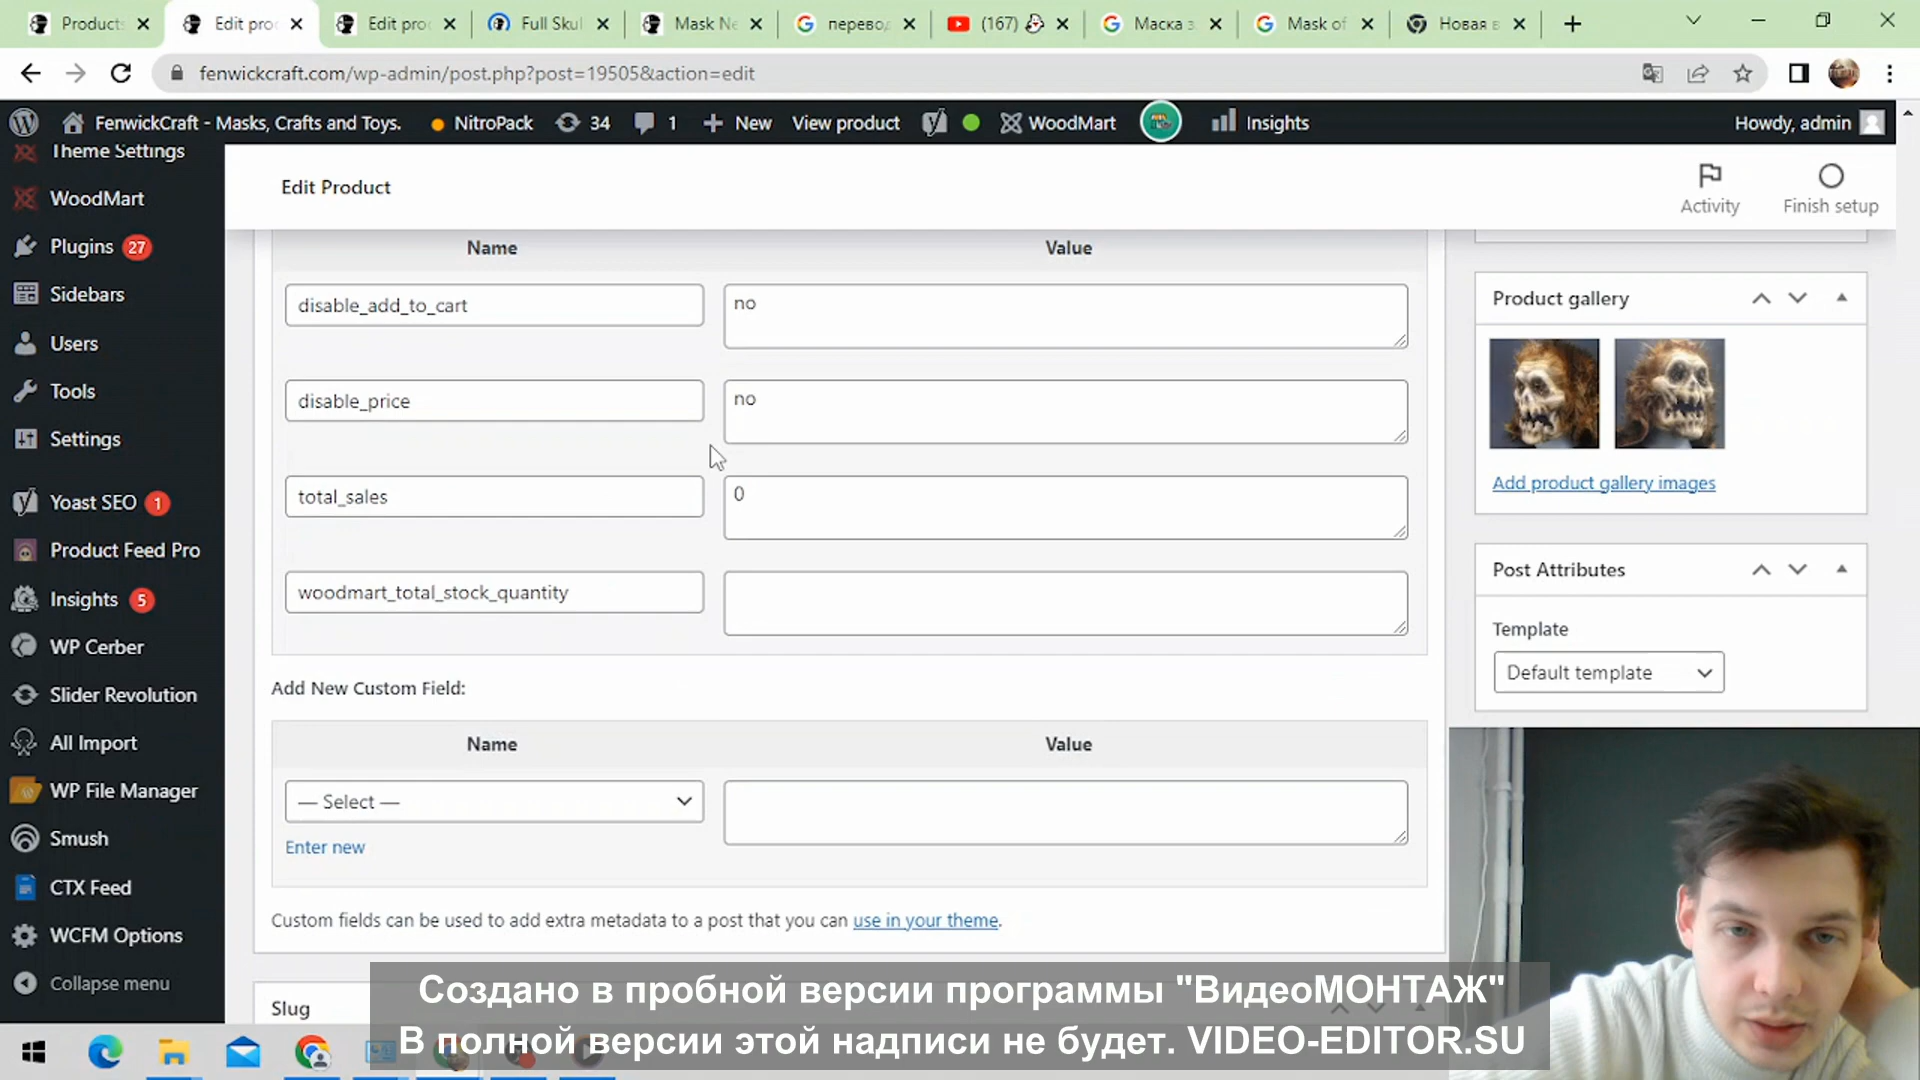 Products
Edit pro
Edit pro
Full Skul
Mask Ne
перевод
(167)
Маска з
Mask of
Новая в
fenwickcraft.com/wp-admin/post.php?post=19505&action=edit
FenwickCraft - Masks, Crafts and Toys.
NitroPack
34
1
New
View product
WoodMart
Insights
Howdy, admin
Theme Settings
WoodMart
Plugins 27
Sidebars
Users
Tools
Settings
Yoast SEO 1
Product Feed Pro
Insights 5
WP Cerber
Slider Revolution
All Import
WP File Manager
Smush
CTX Feed
WCFM Options
Collapse menu
Edit Product
Activity
Finish setup
Name Value
disable_add_to_cart no
disable_price no
total_sales 0
woodmart_total_stock_quantity
Add New Custom Field:
Name Value
— Select —
Enter new
Custom fields can be used to add extra metadata to a post that you can use in your theme.
Slug
Product gallery
Add product gallery images
Post Attributes
Template
Default template
Создано в пробной версии программы "ВидеоМОНТАЖ"
В полной версии этой надписи не будет. VIDEO-EDITOR.SU